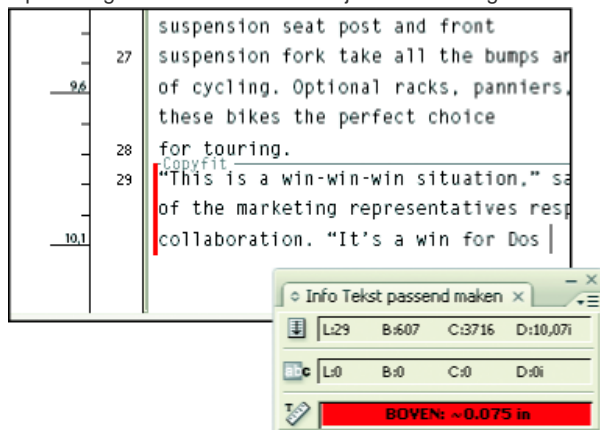 suspension seat post and front
27 suspension fork take all the bumps an
9,6 of cycling. Optional racks, panniers,
these bikes the perfect choice
28 for touring.
Copyfit
29 “This is a win-win-win situation,” sa
of the marketing representatives resp
10,1 collaboration. “It's a win for Dos
Info Tekst passend maken
L:29 B:607 C:3716 D:10,07i
abc L:0 B:0 C:0 D:0i
BOVEN: ~0.075 in